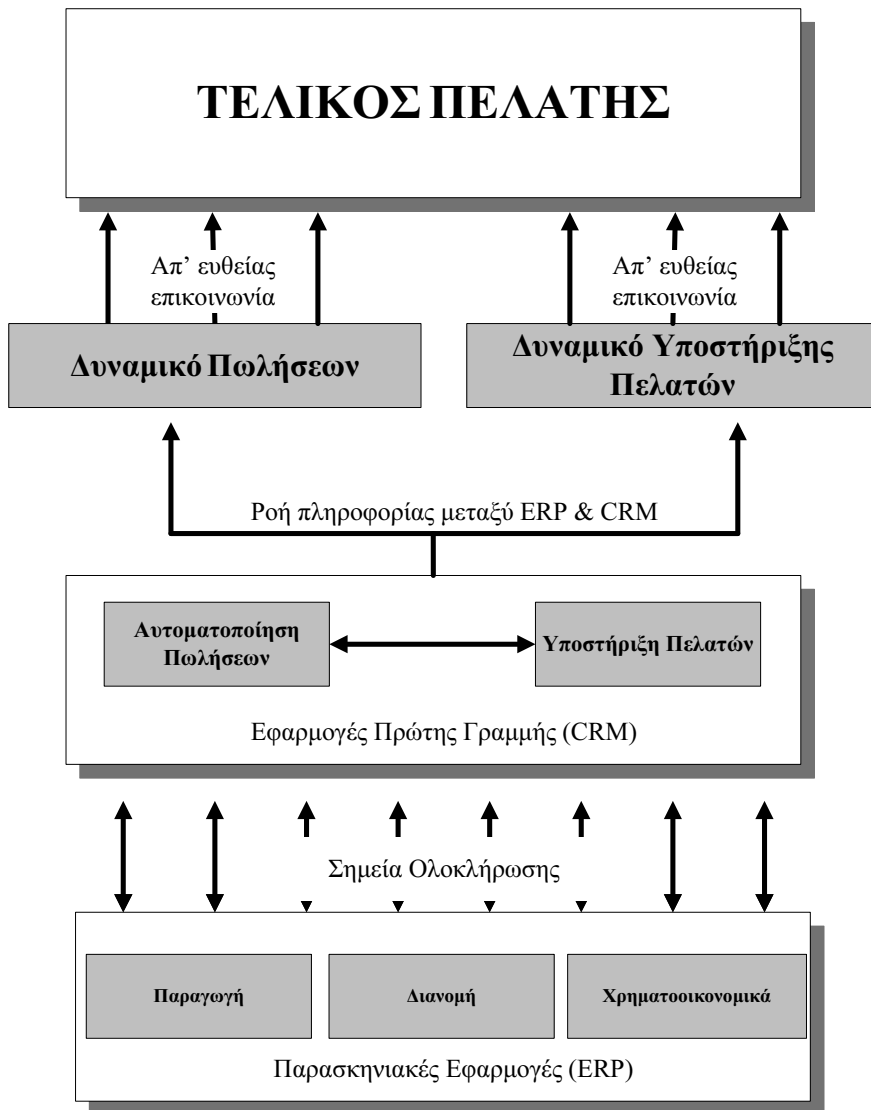 ΤΕΛΙΚΟΣ ΠΕΛΑΤΗΣ
Απ’ ευθείας
επικοινωνία
Απ’ ευθείας
επικοινωνία
Δυναμικό Πωλήσεων
Δυναμικό Υποστήριξης
Πελατών
Ροή πληροφορίας μεταξύ ERP & CRM
Αυτοματοποίηση
Πωλήσεων
Υποστήριξη Πελατών
Εφαρμογές Πρώτης Γραμμής (CRM)
Σημεία Ολοκλήρωσης
Παραγωγή
Διανομή
Χρηματοοικονομικά
Παρασκηνιακές Εφαρμογές (ERP)